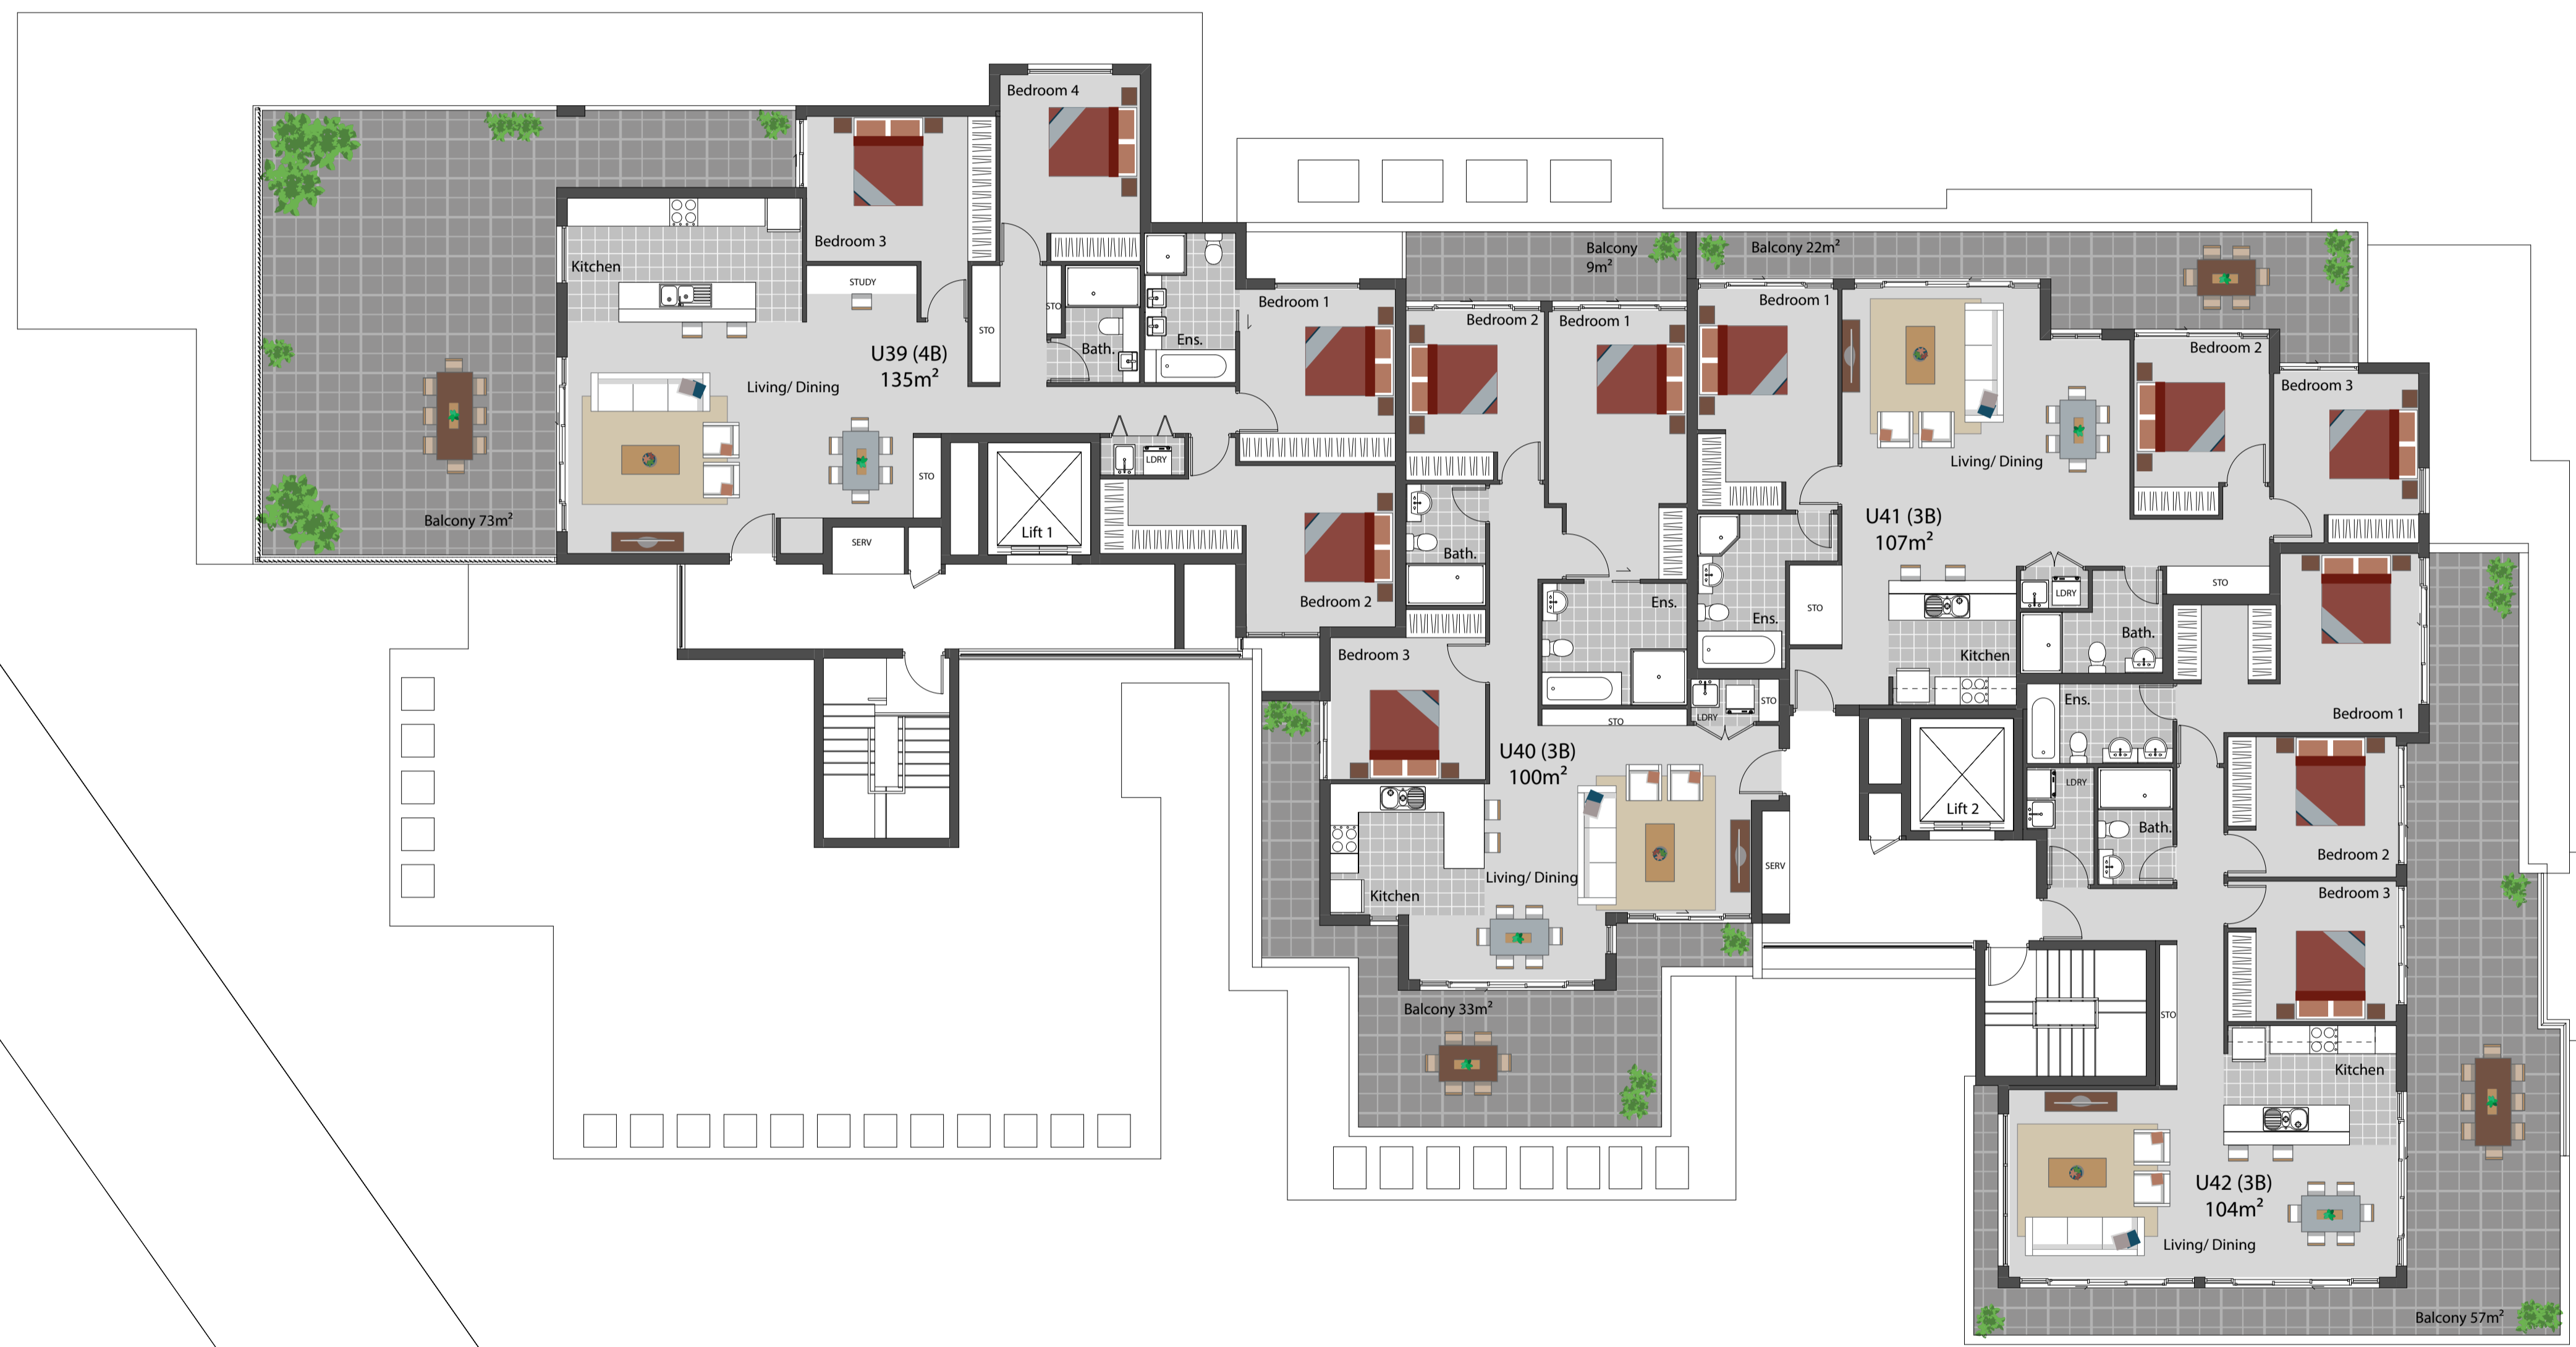 Bedroom 4
Bedroom 3
Kitchen
STUDY
STO
STO
Bath.
Ens.
Bedroom 1
U39 (4B)
135m²
Living/ Dining
STO
LDRY
Balcony 73m²
SERV
Lift 1
Bedroom 2
Balcony
9m²
Bedroom 2
Bedroom 1
Bath.
Ens.
Bedroom 3
STO
LDRY
STO
U40 (3B)
100m²
Living/ Dining
Kitchen
SERV
Balcony 33m²
Balcony 22m²
Bedroom 1
Bedroom 2
Bedroom 3
Living/ Dining
U41 (3B)
107m²
STO
Ens.
LDRY
STO
Bath.
Kitchen
Lift 2
Bedroom 1
Ens.
LDRY
Bath.
Bedroom 2
Bedroom 3
STO
Kitchen
U42 (3B)
104m²
Living/ Dining
Balcony 57m²